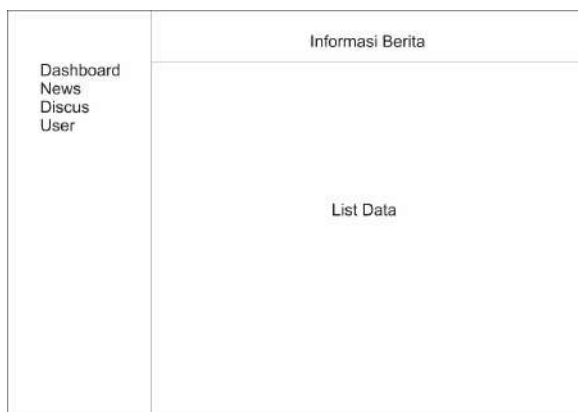 Informasi Berita
Dashboard
News
Discus
User
List Data